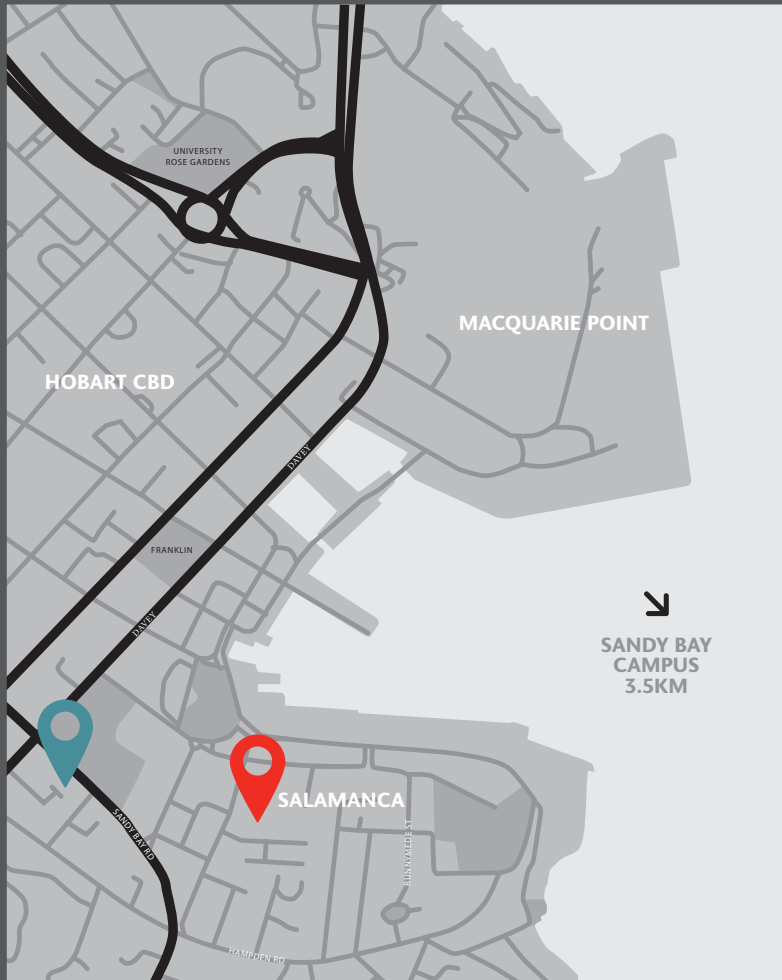 UNIVERSITY
ROSE GARDENS
MACQUARIE POINT
HOBART CBD
DAVEY
FRANKLIN
DAVEY
SANDY BAY
CAMPUS
3.5KM
SALAMANCA
SANDY BAY RD
RUNNYMEDE ST
HAMPDEN RD